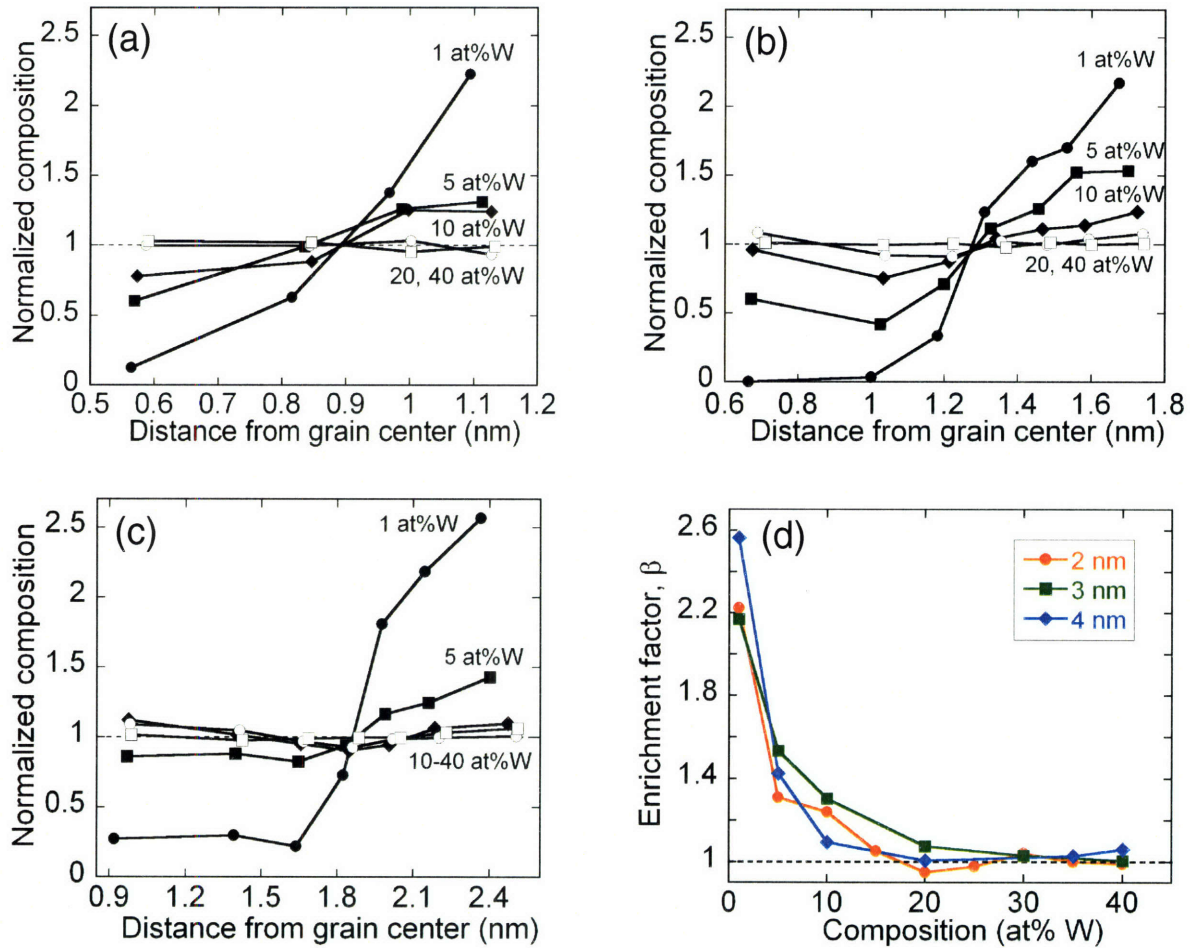 (a)
2.5
2
1.5
1
0.5
0
Normalized composition
1 at%W
5 at%W
10 at%W
20, 40 at%W
0.5 0.6 0.7 0.8 0.9 1 1.1 1.2
Distance from grain center (nm)
(b)
2.5
2
1.5
1
0.5
0
Normalized composition
1 at%W
5 at%W
10 at%W
20, 40 at%W
0.6 0.8 1 1.2 1.4 1.6 1.8
Distance from grain center (nm)
(c)
2.5
2
1.5
1
0.5
0
Normalized composition
1 at%W
5 at%W
10-40 at%W
0.9 1.2 1.5 1.8 2.1 2.4
Distance from grain center (nm)
(d)
2.6
2.2
1.8
1.4
1
Enrichment factor, β
2 nm
3 nm
4 nm
0 10 20 30 40
Composition (at% W)